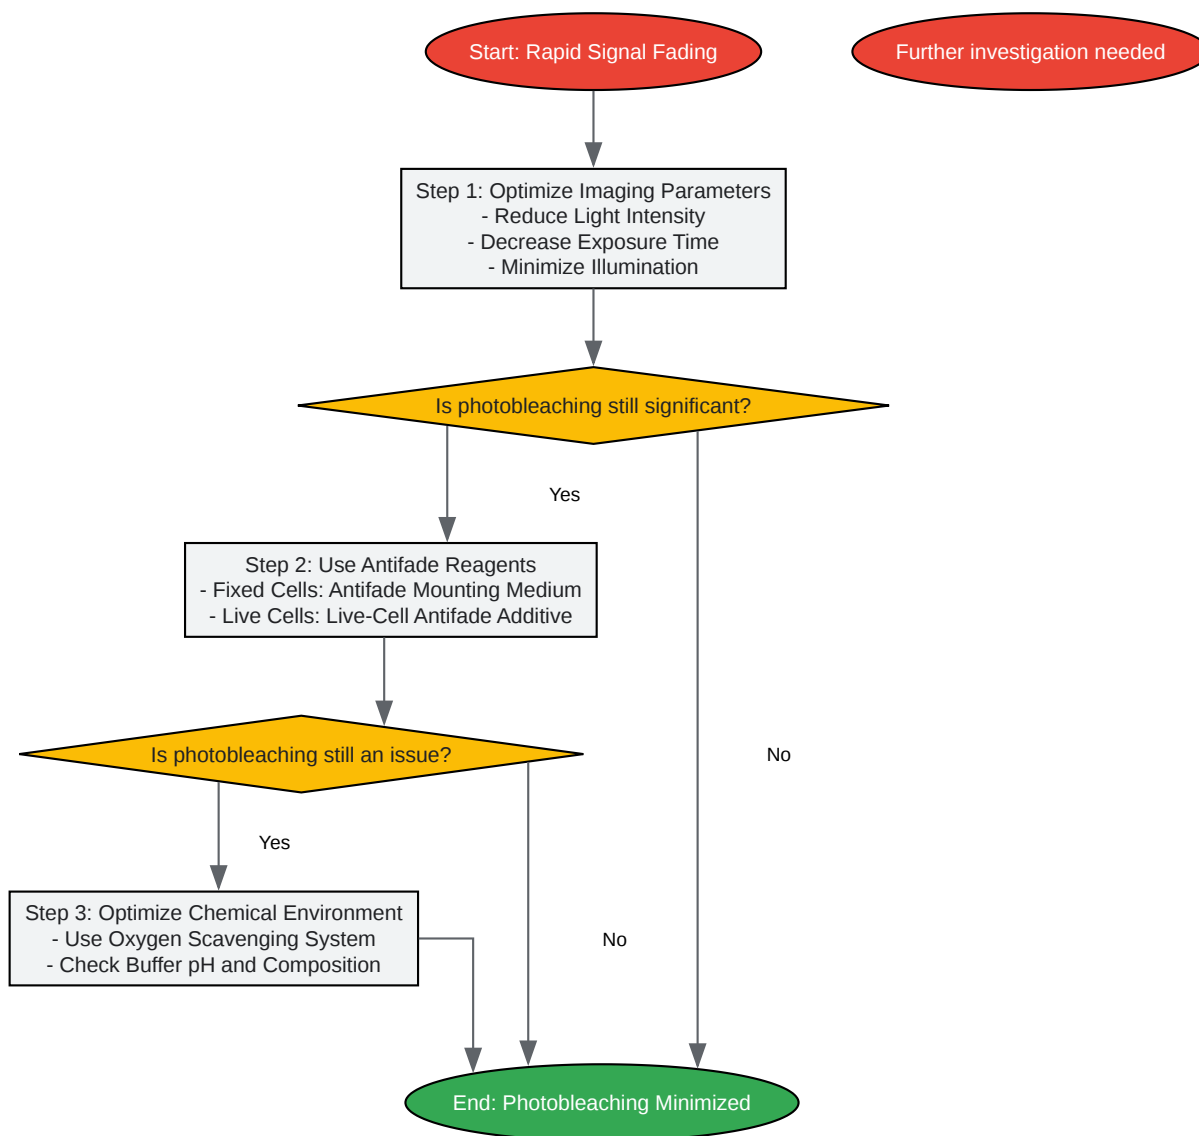 Start: Rapid Signal Fading
Further investigation needed
Step 1: Optimize Imaging Parameters
- Reduce Light Intensity
- Decrease Exposure Time
- Minimize Illumination
Is photobleaching still significant?
Yes
Step 2: Use Antifade Reagents
- Fixed Cells: Antifade Mounting Medium
- Live Cells: Live-Cell Antifade Additive
Is photobleaching still an issue?
No
Yes
Step 3: Optimize Chemical Environment
- Use Oxygen Scavenging System
- Check Buffer pH and Composition
No
End: Photobleaching Minimized